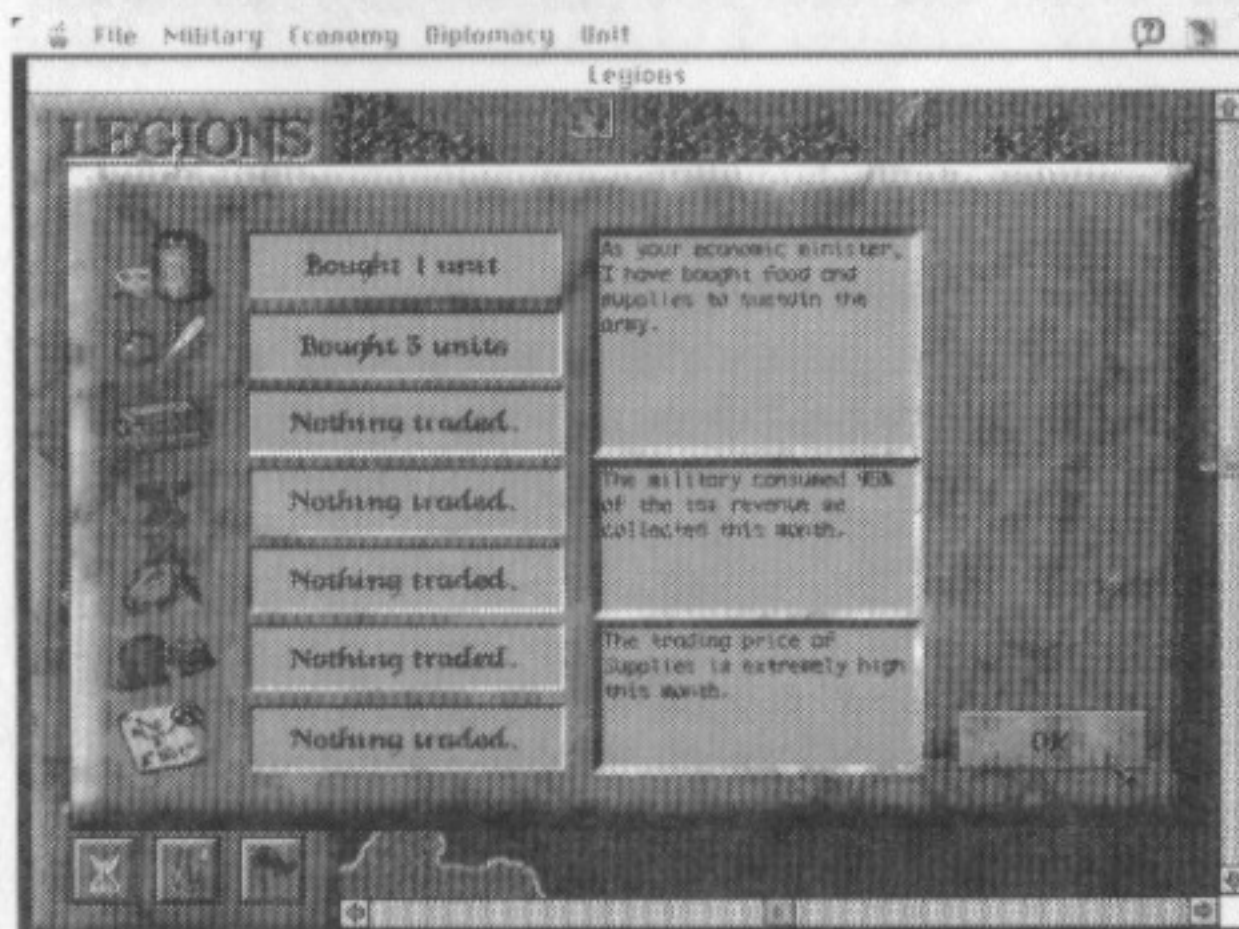 File Military Economy Diplomacy Unit
Legions
LEGIONS
Bought 1 unit
Bought 3 units
Nothing traded.
Nothing traded.
Nothing traded.
Nothing traded.
Nothing traded.
As your economic minister,
I have bought food and
supplies to sustain the
army.
The military consumed
of the tax revenue we
collected this month.
The trading price of
Supplies is extremely high
this month.
OK